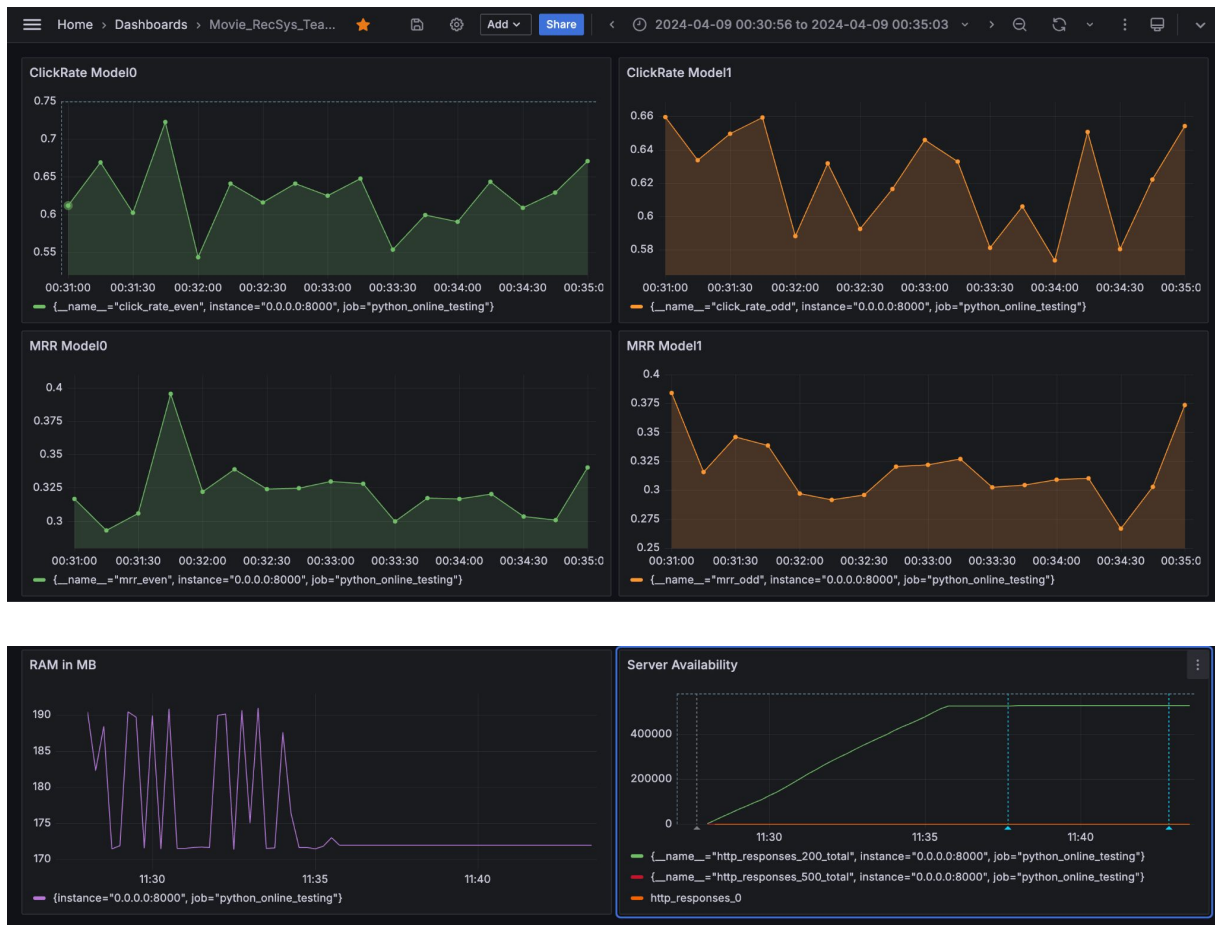 Home > Dashboards > Movie_RecSys_Tea... Add Share 2024-04-09 00:30:56 to 2024-04-09 00:35:03
ClickRate Model0
0.75
0.7
0.65
0.6
0.55
00:31:00 00:31:30 00:32:00 00:32:30 00:33:00 00:33:30 00:34:00 00:34:30 00:35:0
{__name__="click_rate_even", instance="0.0.0.0:8000", job="python_online_testing"}
ClickRate Model1
0.66
0.64
0.62
0.6
0.58
00:31:00 00:31:30 00:32:00 00:32:30 00:33:00 00:33:30 00:34:00 00:34:30 00:35:0
{__name__="click_rate_odd", instance="0.0.0.0:8000", job="python_online_testing"}
MRR Model0
0.4
0.375
0.35
0.325
0.3
00:31:00 00:31:30 00:32:00 00:32:30 00:33:00 00:33:30 00:34:00 00:34:30 00:35:0
{__name__="mrr_even", instance="0.0.0.0:8000", job="python_online_testing"}
MRR Model1
0.4
0.375
0.35
0.325
0.3
0.275
0.25
00:31:00 00:31:30 00:32:00 00:32:30 00:33:00 00:33:30 00:34:00 00:34:30 00:35:0
{__name__="mrr_odd", instance="0.0.0.0:8000", job="python_online_testing"}
RAM in MB
190
185
180
175
170
11:30 11:35 11:40
{instance="0.0.0.0:8000", job="python_online_testing"}
Server Availability
400000
200000
0
11:30 11:35 11:40
{__name__="http_responses_200_total", instance="0.0.0.0:8000", job="python_online_testing"}
{__name__="http_responses_500_total", instance="0.0.0.0:8000", job="python_online_testing"}
http_responses_0